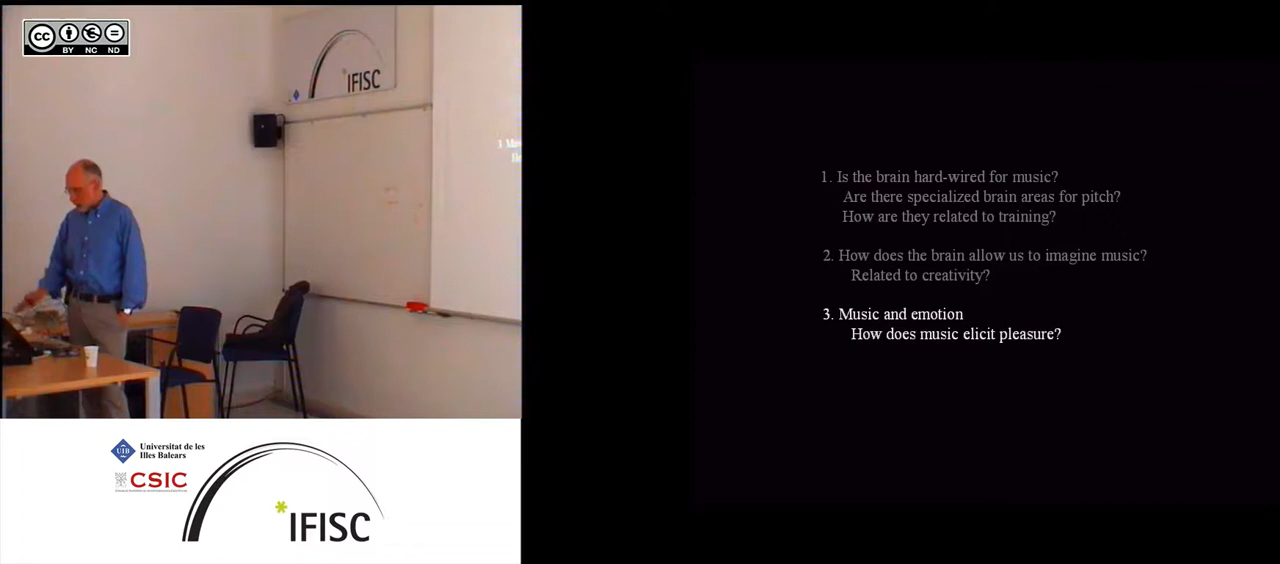 cc
BY NC ND
IFISC
1. Is the brain hard-wired for music?
Are there specialized brain areas for pitch?
How are they related to training?
2. How does the brain allow us to imagine music?
Related to creativity?
3. Music and emotion
How does music elicit pleasure?
UIB
Universitat de les
Illes Balears
CSIC
*IFISC